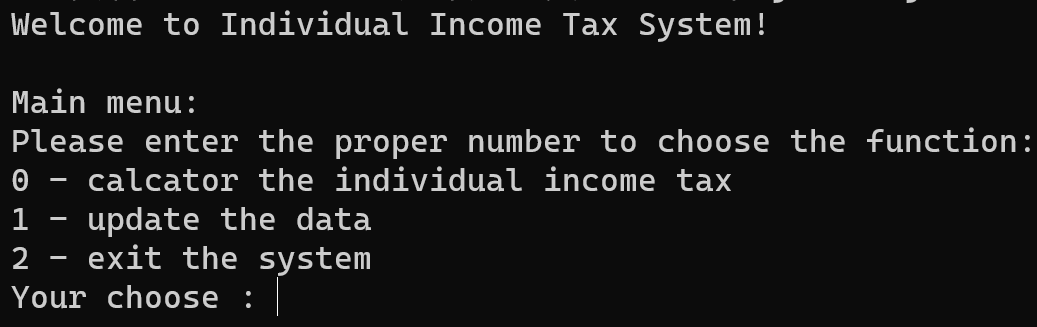 Welcome to Individual Income Tax System!
Main menu:
Please enter the proper number to choose the function:
0 - calcator the individual income tax
1 - update the data
2 - exit the system
Your choose :